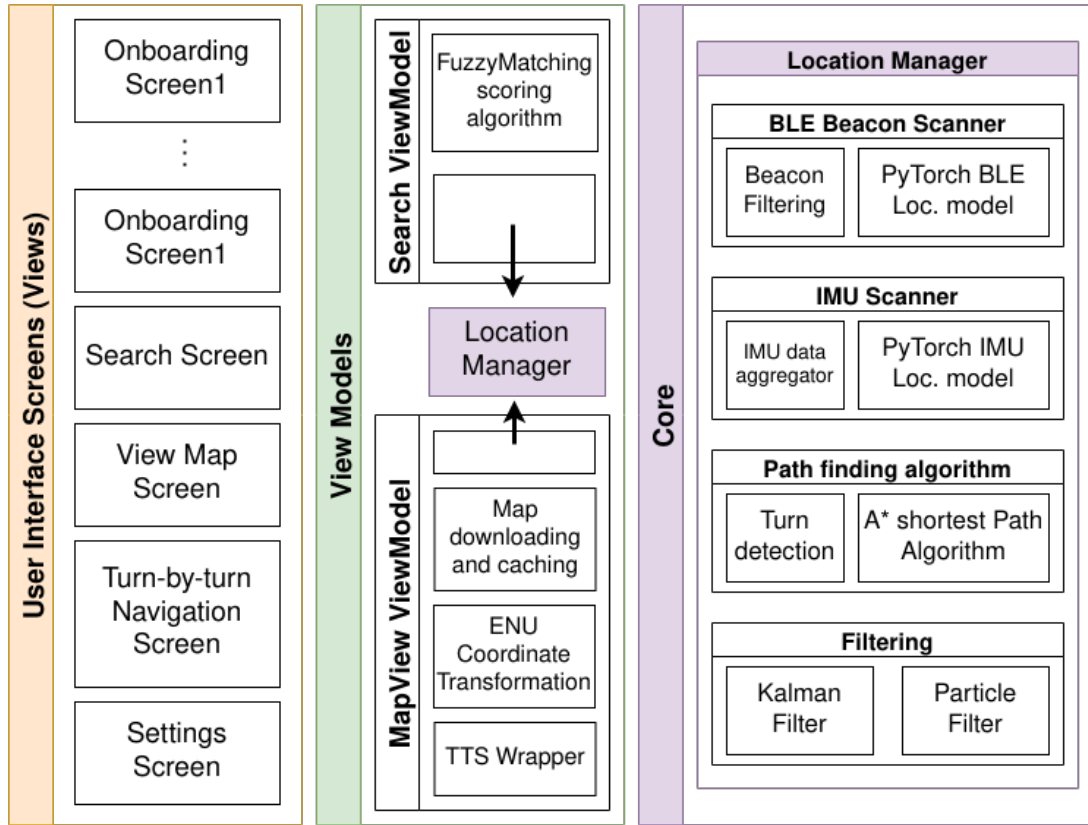 User Interface Screens (Views)
Onboarding
Screen1
⋮
Onboarding
Screen1
Search Screen
View Map
Screen
Turn-by-turn
Navigation
Screen
Settings
Screen
View Models
Search ViewModel
FuzzyMatching
scoring
algorithm
Location
Manager
MapView ViewModel
Map
downloading
and caching
ENU
Coordinate
Transformation
TTS Wrapper
Core
Location Manager
BLE Beacon Scanner
Beacon
Filtering
PyTorch BLE
Loc. model
IMU Scanner
IMU data
aggregator
PyTorch IMU
Loc. model
Path finding algorithm
Turn
detection
A* shortest Path
Algorithm
Filtering
Kalman
Filter
Particle
Filter